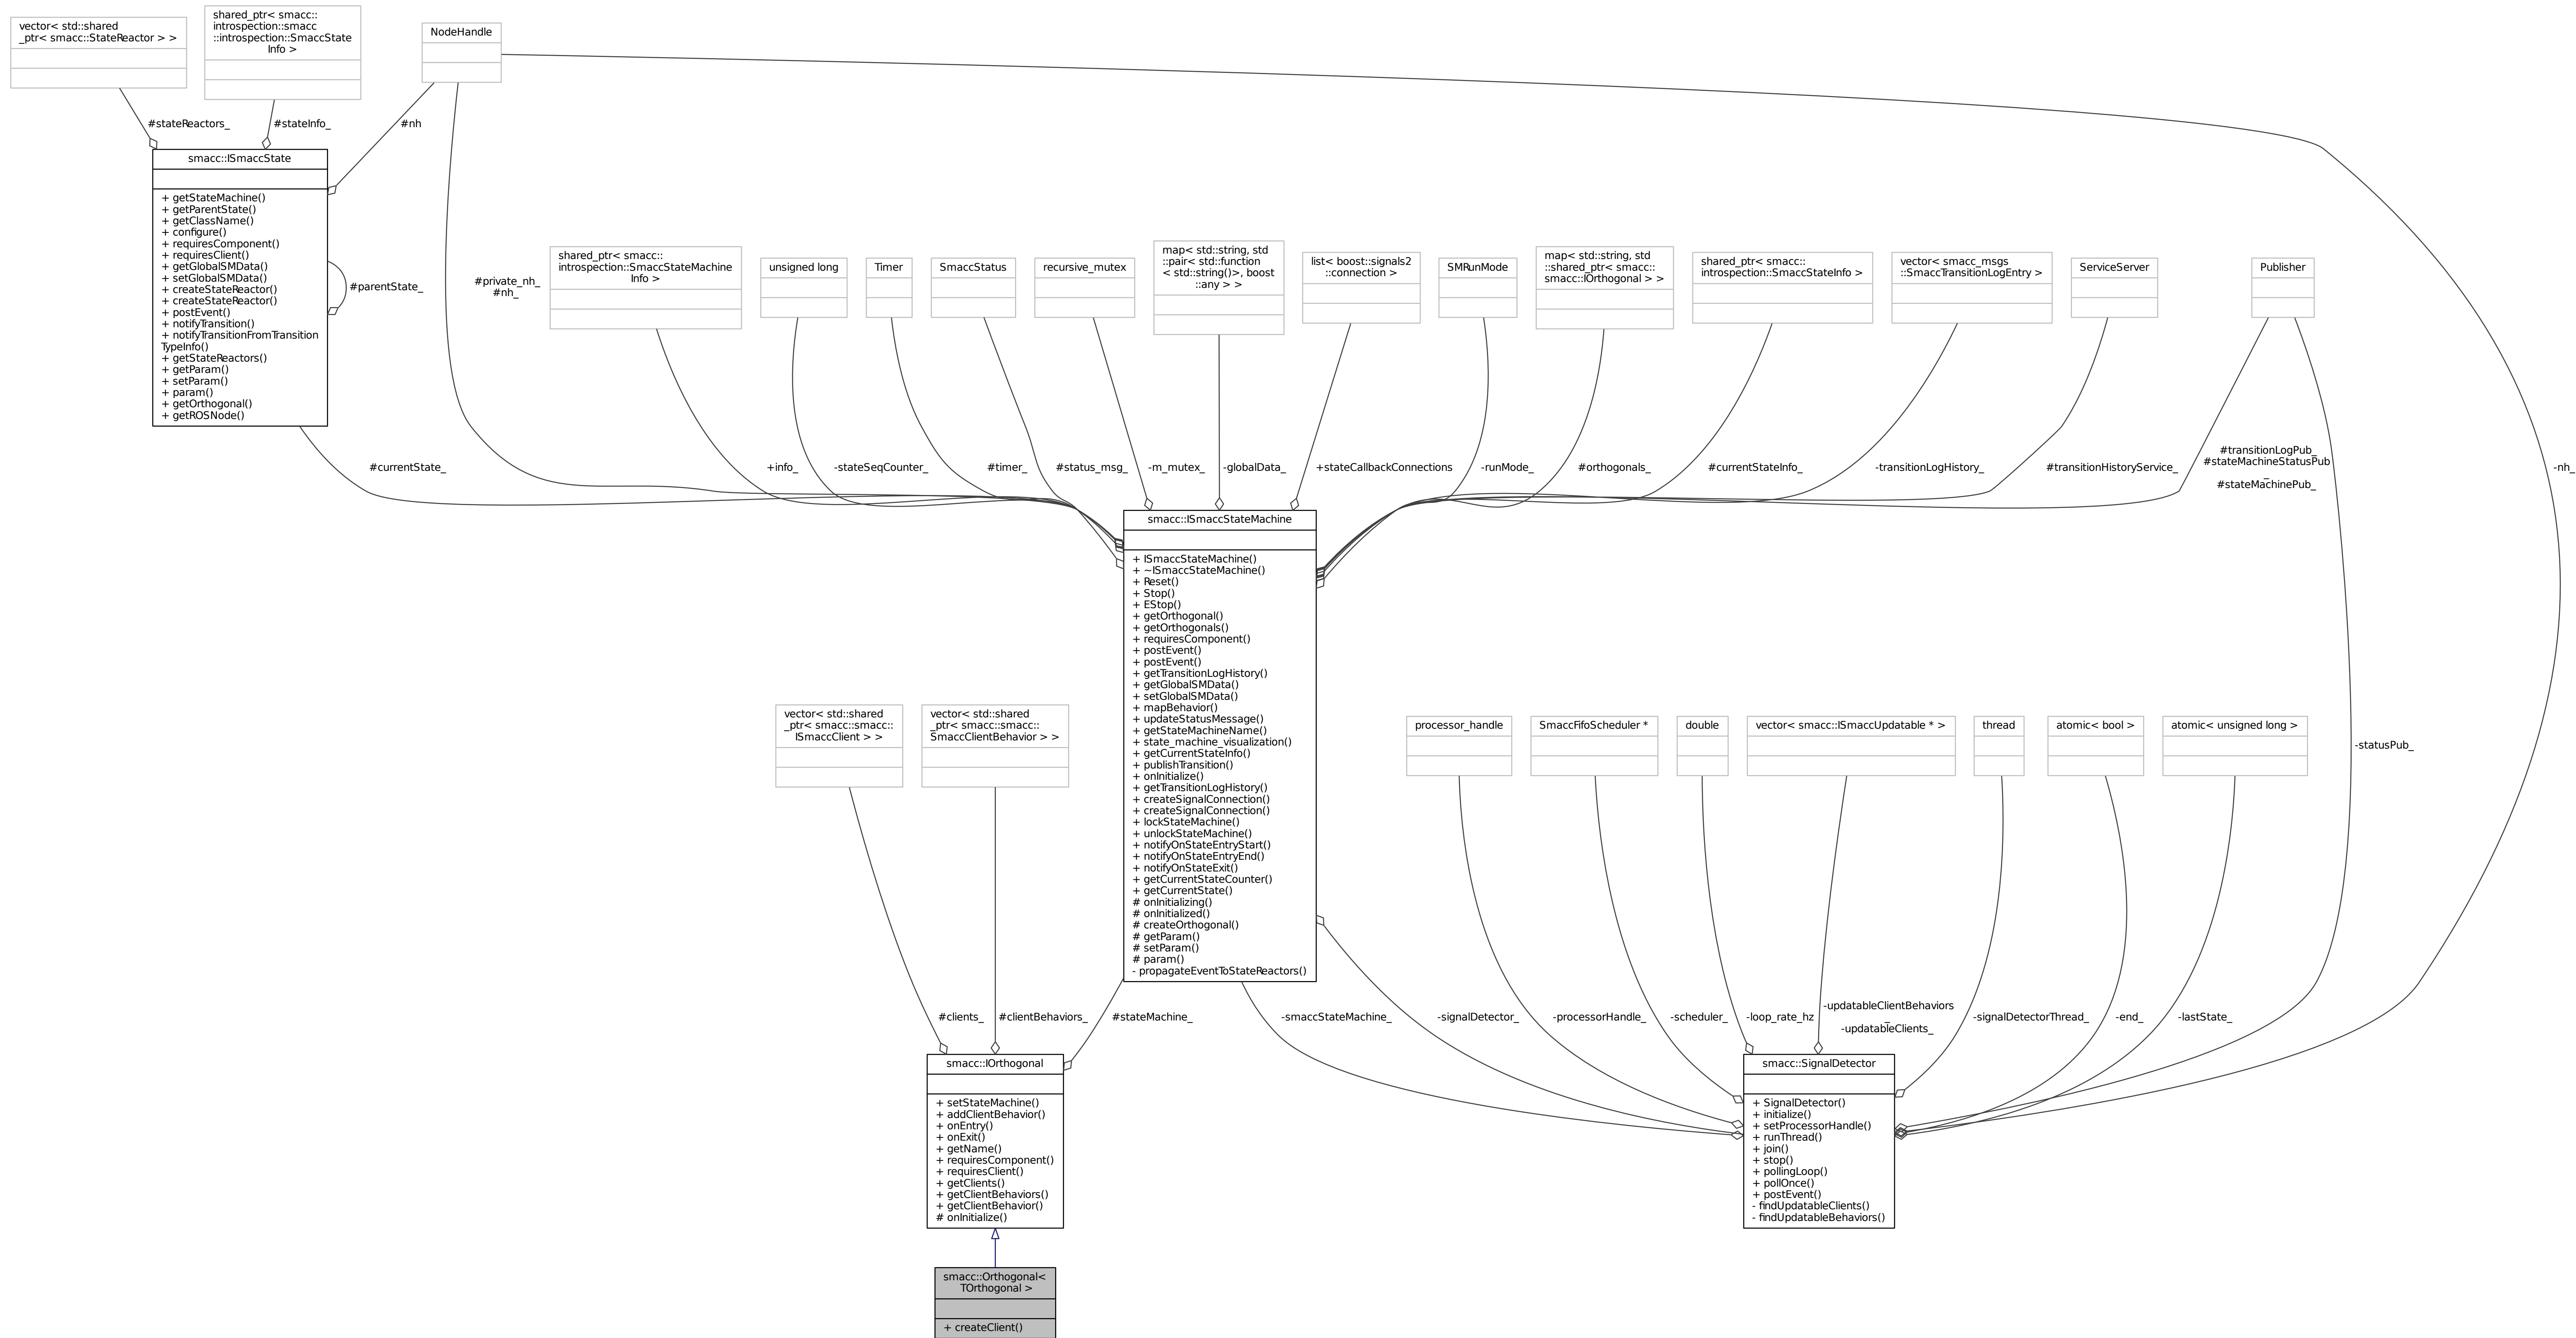 vector< std::shared
_ptr< smacc::StateReactor > >
shared_ptr< smacc::
introspection::smacc
::introspection::SmaccState
Info >
NodeHandle
#stateReactors_
#stateInfo_
#nh
smacc::ISmaccState
+ getStateMachine()
+ getParentState()
+ getClassName()
+ configure()
+ requiresComponent()
+ requiresClient()
+ getGlobalSMData()
+ setGlobalSMData()
+ createStateReactor()
+ createStateReactor()
+ postEvent()
+ notifyTransition()
+ notifyTransitionFromTransition
TypeInfo()
+ getStateReactors()
+ getParam()
+ setParam()
+ param()
+ getOrthogonal()
+ getROSNode()
#parentState_
#private_nh_
#nh_
shared_ptr< smacc::
introspection::SmaccStateMachine
Info >
unsigned long
Timer
SmaccStatus
recursive_mutex
map< std::string, std
::pair< std::function
< std::string()>, boost
::any > >
list< boost::signals2
::connection >
SMRunMode
map< std::string, std
::shared_ptr< smacc::
smacc::IOrthogonal > >
shared_ptr< smacc::
introspection::SmaccStateInfo >
vector< smacc_msgs
::SmaccTransitionLogEntry >
ServiceServer
Publisher
#currentState_
+info_
-stateSeqCounter_
#timer_
#status_msg_
-m_mutex_
-globalData_
+stateCallbackConnections
-runMode_
#orthogonals_
#currentStateInfo_
-transitionLogHistory_
#transitionHistoryService_
#transitionLogPub_
#stateMachineStatusPub
_
#stateMachinePub_
-nh_
smacc::ISmaccStateMachine
+ ISmaccStateMachine()
+ ~ISmaccStateMachine()
+ Reset()
+ Stop()
+ EStop()
+ getOrthogonal()
+ getOrthogonals()
+ requiresComponent()
+ postEvent()
+ postEvent()
+ getTransitionLogHistory()
+ getGlobalSMData()
+ setGlobalSMData()
+ mapBehavior()
+ updateStatusMessage()
+ getStateMachineName()
+ state_machine_visualization()
+ getCurrentStateInfo()
+ publishTransition()
+ onInitialize()
+ getTransitionLogHistory()
+ createSignalConnection()
+ createSignalConnection()
+ lockStateMachine()
+ unlockStateMachine()
+ notifyOnStateEntryStart()
+ notifyOnStateEntryEnd()
+ notifyOnStateExit()
+ getCurrentStateCounter()
+ getCurrentState()
# onInitializing()
# onInitialized()
# createOrthogonal()
# getParam()
# setParam()
# param()
- propagateEventToStateReactors()
vector< std::shared
_ptr< smacc::smacc::
ISmaccClient > >
vector< std::shared
_ptr< smacc::smacc::
SmaccClientBehavior > >
processor_handle
SmaccFifoScheduler *
double
vector< smacc::ISmaccUpdatable * >
thread
atomic< bool >
atomic< unsigned long >
-statusPub_
#clients_
#clientBehaviors_
#stateMachine_
-smaccStateMachine_
-signalDetector_
-processorHandle_
-scheduler_
-loop_rate_hz
-updatableClientBehaviors
_
-updatableClients_
-signalDetectorThread_
-end_
-lastState_
smacc::IOrthogonal
+ setStateMachine()
+ addClientBehavior()
+ onEntry()
+ onExit()
+ getName()
+ requiresComponent()
+ requiresClient()
+ getClients()
+ getClientBehaviors()
+ getClientBehavior()
# onInitialize()
smacc::SignalDetector
+ SignalDetector()
+ initialize()
+ setProcessorHandle()
+ runThread()
+ join()
+ stop()
+ pollingLoop()
+ pollOnce()
+ postEvent()
- findUpdatableClients()
- findUpdatableBehaviors()
smacc::Orthogonal<
TOrthogonal >
+ createClient()